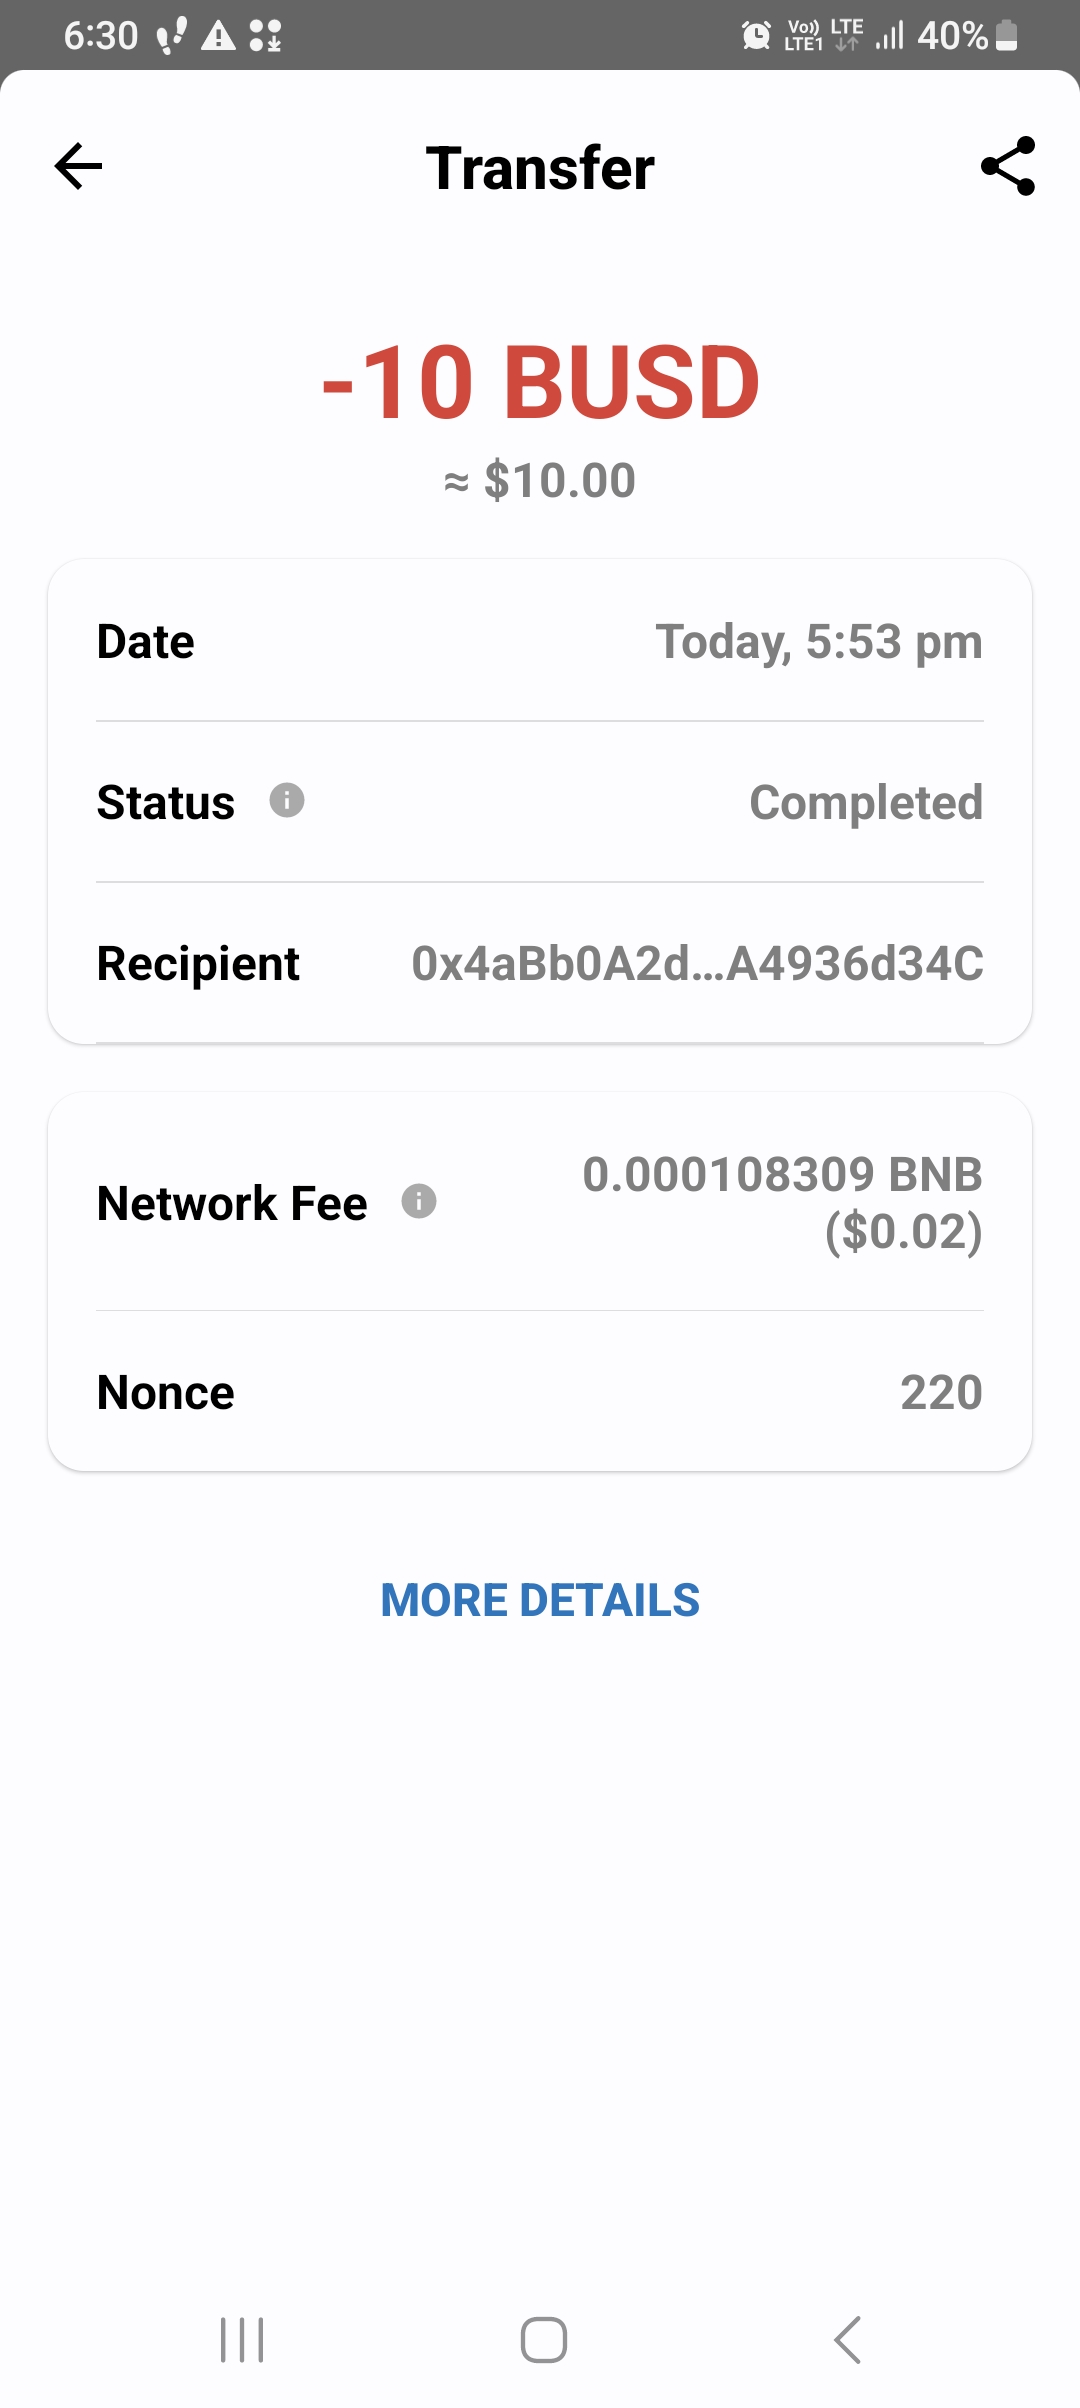 6:30
Vo)) LTE1 LTE 40%
Transfer
-10 BUSD
≈ $10.00
Date Today, 5:53 pm
Status Completed
Recipient 0x4aBb0A2d...A4936d34C
Network Fee 0.000108309 BNB
($0.02)
Nonce 220
MORE DETAILS